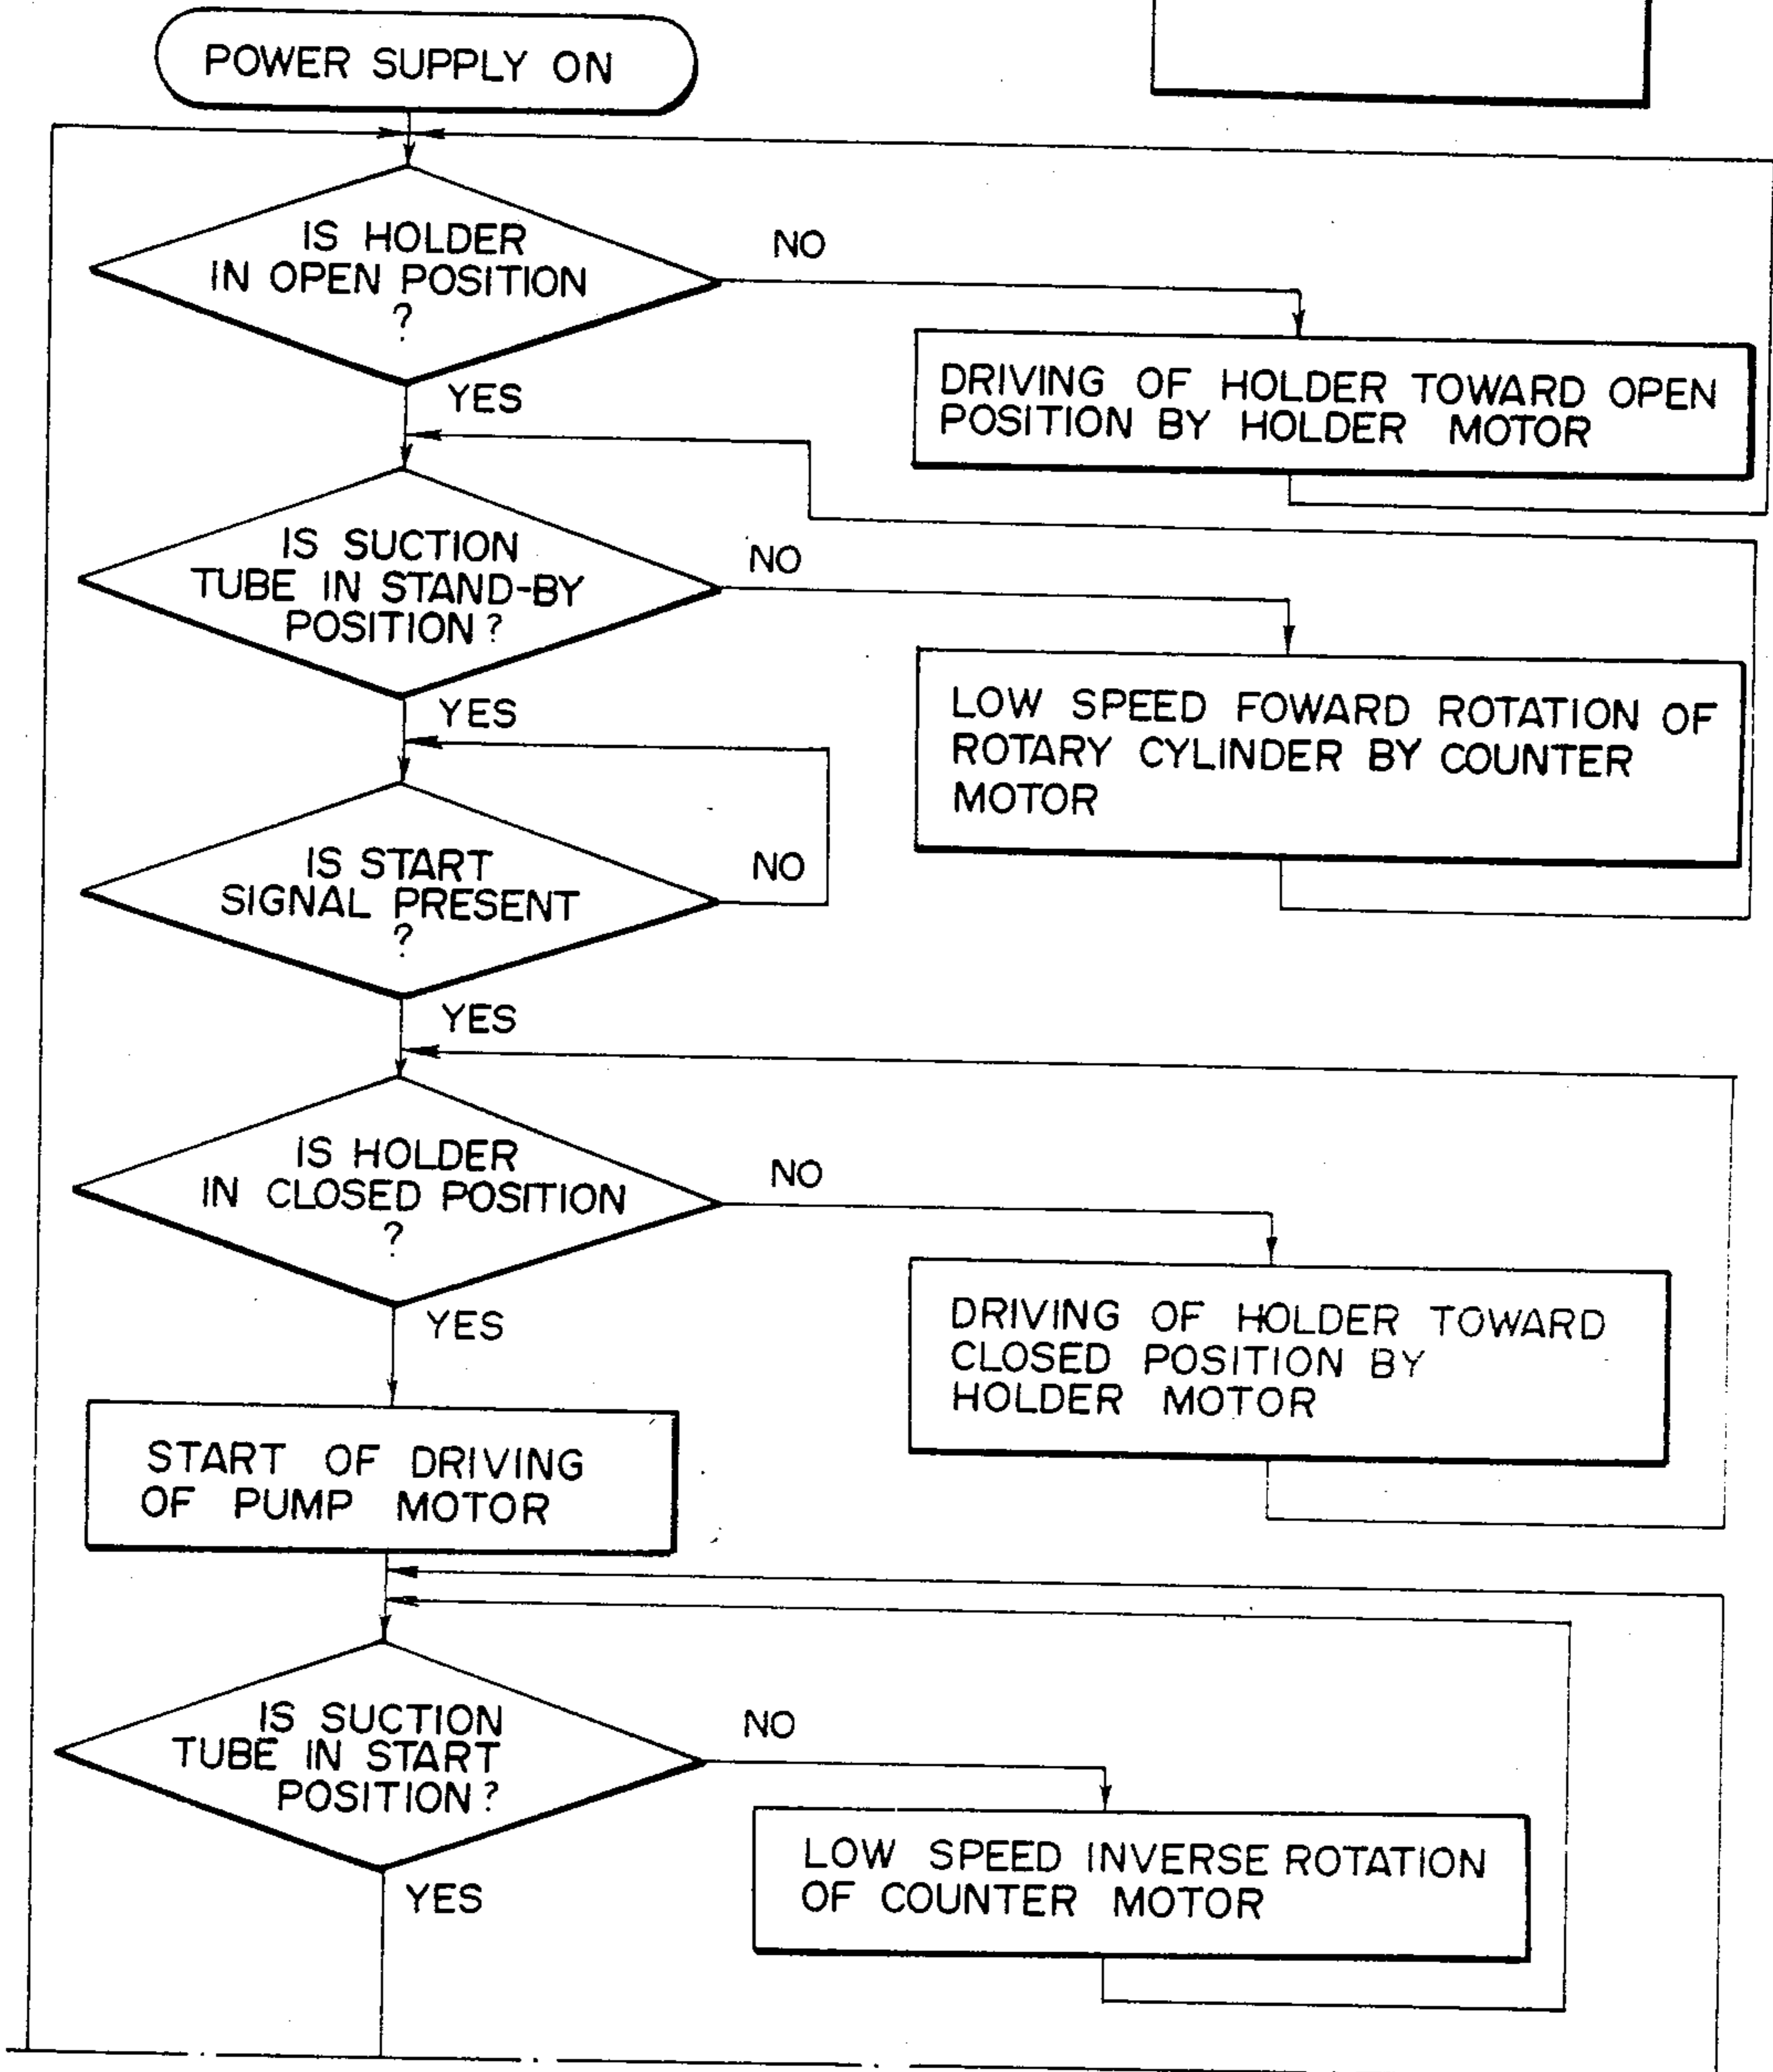 POWER SUPPLY ON
IS HOLDER
IN OPEN POSITION
?
NO
YES
DRIVING OF HOLDER TOWARD OPEN
POSITION BY HOLDER MOTOR
IS SUCTION
TUBE IN STAND-BY
POSITION?
NO
YES
LOW SPEED FOWARD ROTATION OF
ROTARY CYLINDER BY COUNTER
MOTOR
IS START
SIGNAL PRESENT
?
NO
YES
IS HOLDER
IN CLOSED POSITION
?
NO
YES
DRIVING OF HOLDER TOWARD
CLOSED POSITION BY
HOLDER MOTOR
START OF DRIVING
OF PUMP MOTOR
IS SUCTION
TUBE IN START
POSITION?
NO
YES
LOW SPEED INVERSE ROTATION
OF COUNTER MOTOR